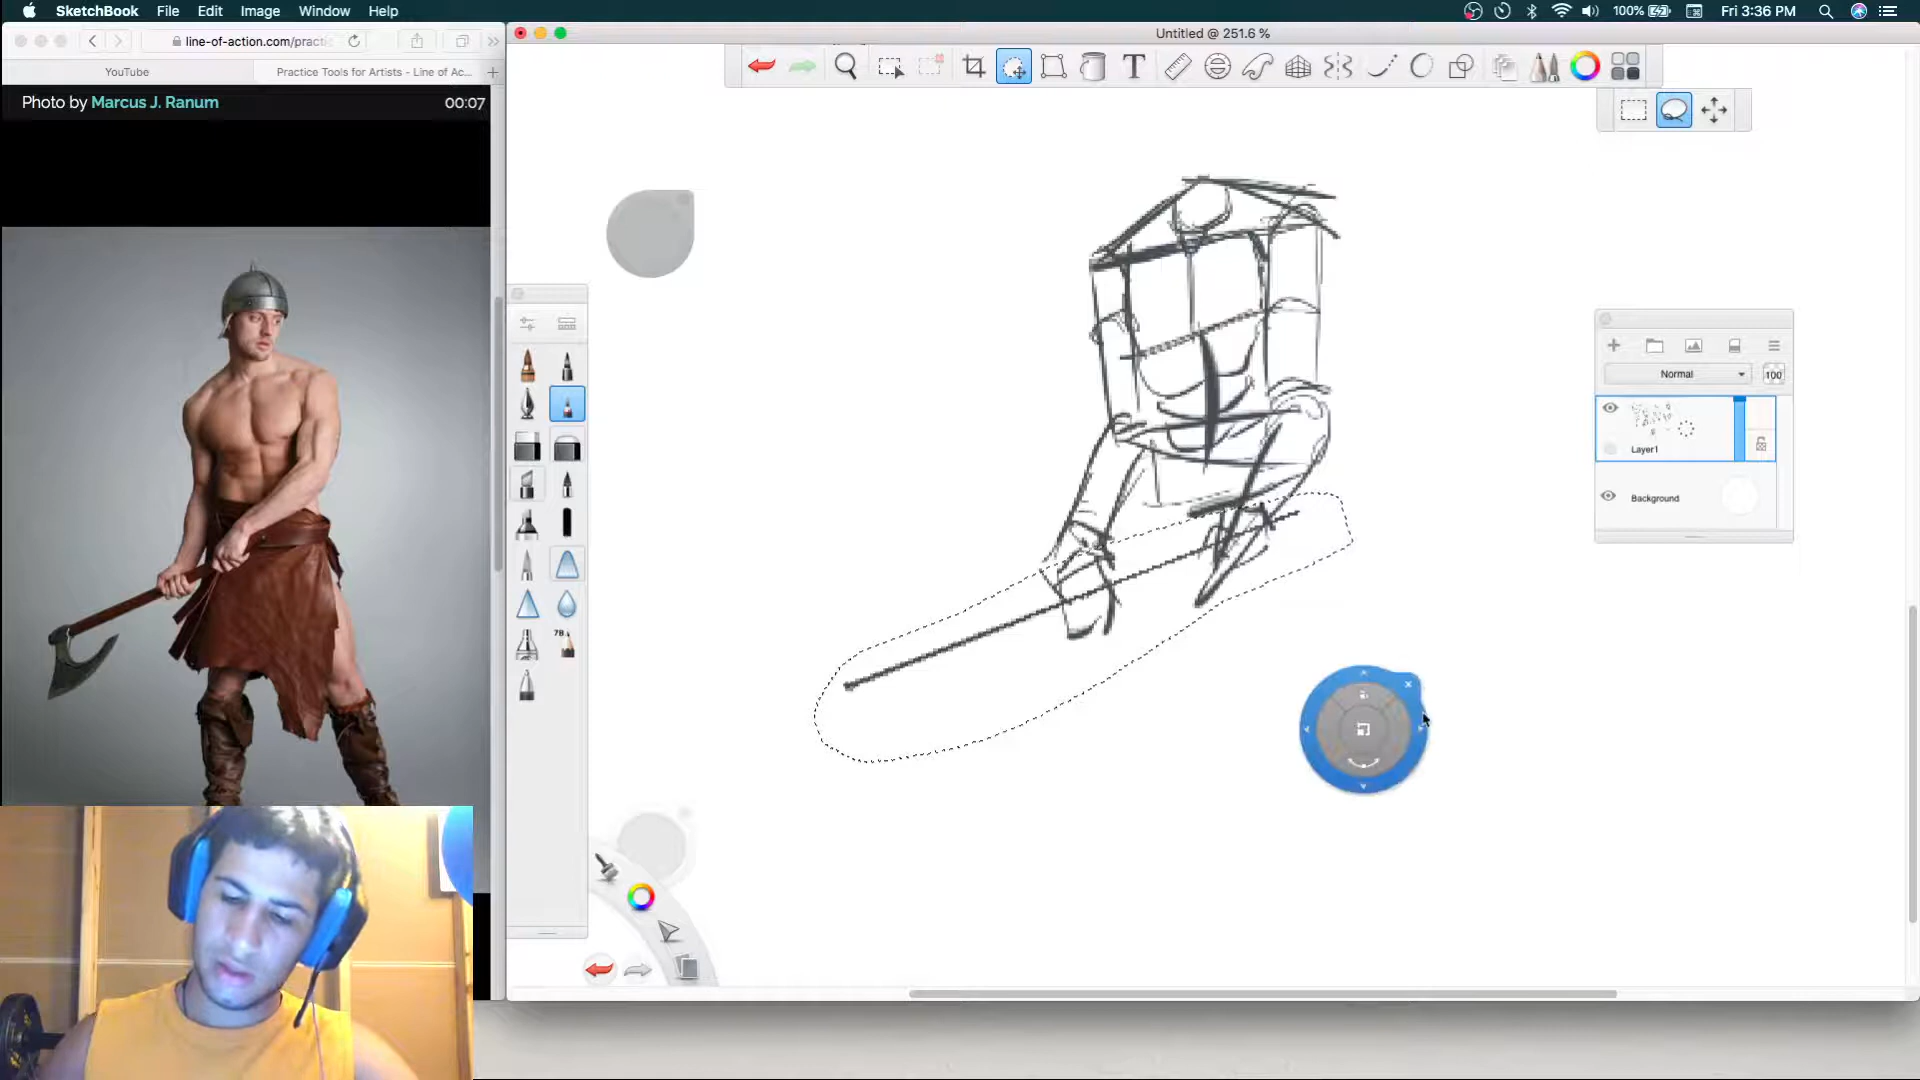 SketchBook File Edit Image Window Help
100% Fri 3:36 PM
line-of-action.com/practi
Untitled @ 251.6 %
YouTube
Practice Tools for Artists - Line of Ac...
Photo by Marcus J. Ranum 00:07
T
Normal 100
Layer1
Background
7B